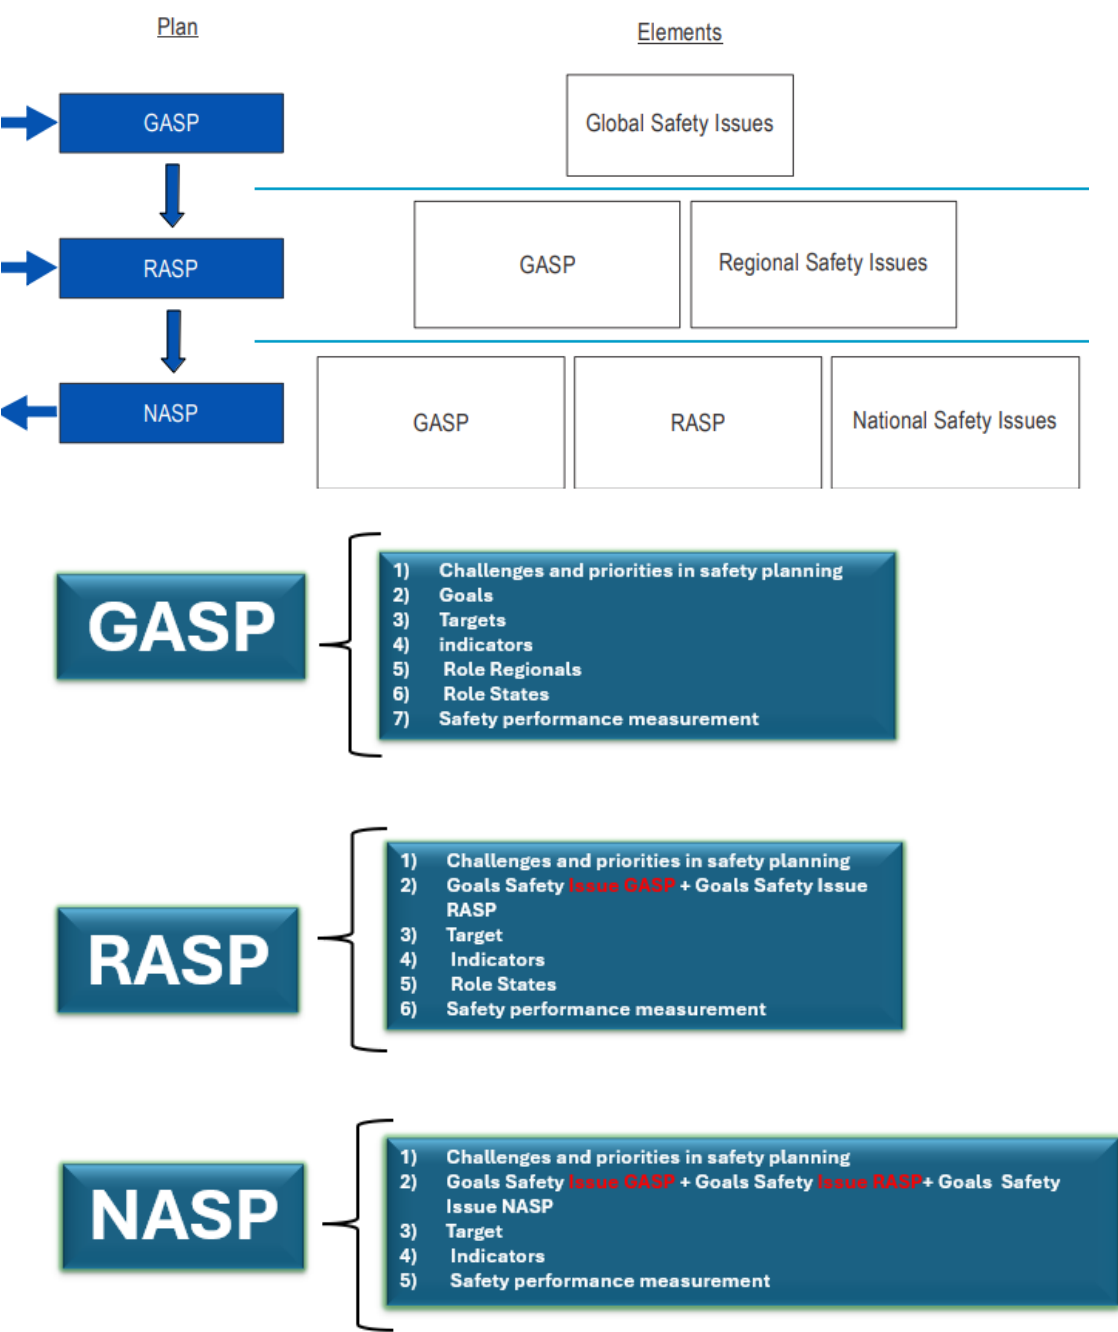 Plan
Elements
GASP
Global Safety Issues
RASP
GASP
Regional Safety Issues
NASP
GASP
RASP
National Safety Issues
GASP
1) Challenges and priorities in safety planning
2) Goals
3) Targets
4) indicators
5) Role Regionals
6) Role States
7) Safety performance measurement
RASP
1) Challenges and priorities in safety planning
2) Goals Safety Issue GASP + Goals Safety Issue
RASP
3) Target
4) Indicators
5) Role States
6) Safety performance measurement
NASP
1) Challenges and priorities in safety planning
2) Goals Safety Issue GASP + Goals Safety Issue RASP+ Goals Safety
Issue NASP
3) Target
4) Indicators
5) Safety performance measurement